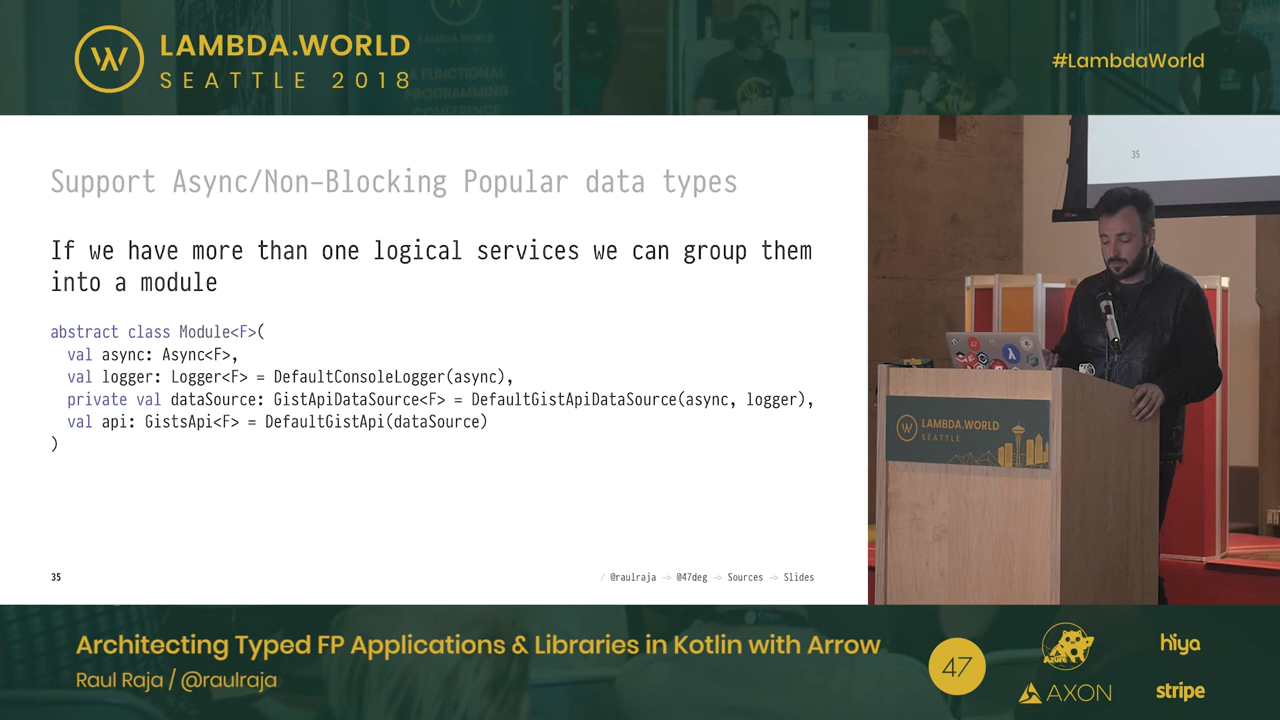 LAMBDA.WORLD
SEATTLE 2018
#LambdaWorld
Support Async/Non-Blocking Popular data types
If we have more than one logical services we can group them
into a module
abstract class Module<F>(
val async: Async<F>,
val logger: Logger<F> = DefaultConsoleLogger(async),
private val dataSource: GistApiDataSource<F> = DefaultGistApiDataSource(async, logger),
val api: GistsApi<F> = DefaultGistApi(dataSource)
)
35
/ @raulraja -> @47deg -> Sources -> Slides
35
LAMBDA.WORLD
SEATTLE
Architecting Typed FP Applications & Libraries in Kotlin with Arrow
Raul Raja / @raulraja
47
Azure
hiya
AXON
stripe